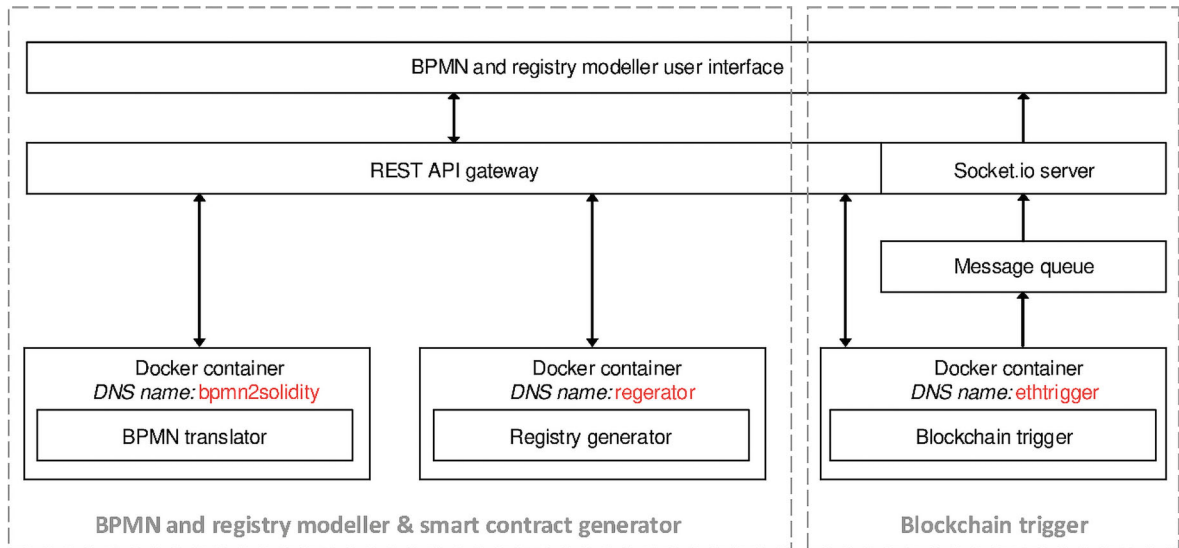 BPMN and registry modeller user interface
REST API gateway
Socket.io server
Message queue
Docker container
DNS name: bpmn2solidity
BPMN translator
Docker container
DNS name: regerator
Registry generator
Docker container
DNS name: ethtrigger
Blockchain trigger
BPMN and registry modeller & smart contract generator
Blockchain trigger